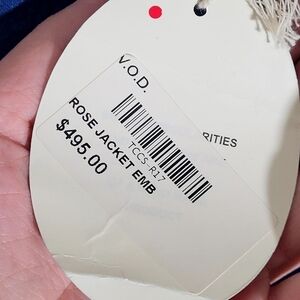 V.O.D.
TCCS-R17
ROSE JACKET EMB
$495.00
RITIES